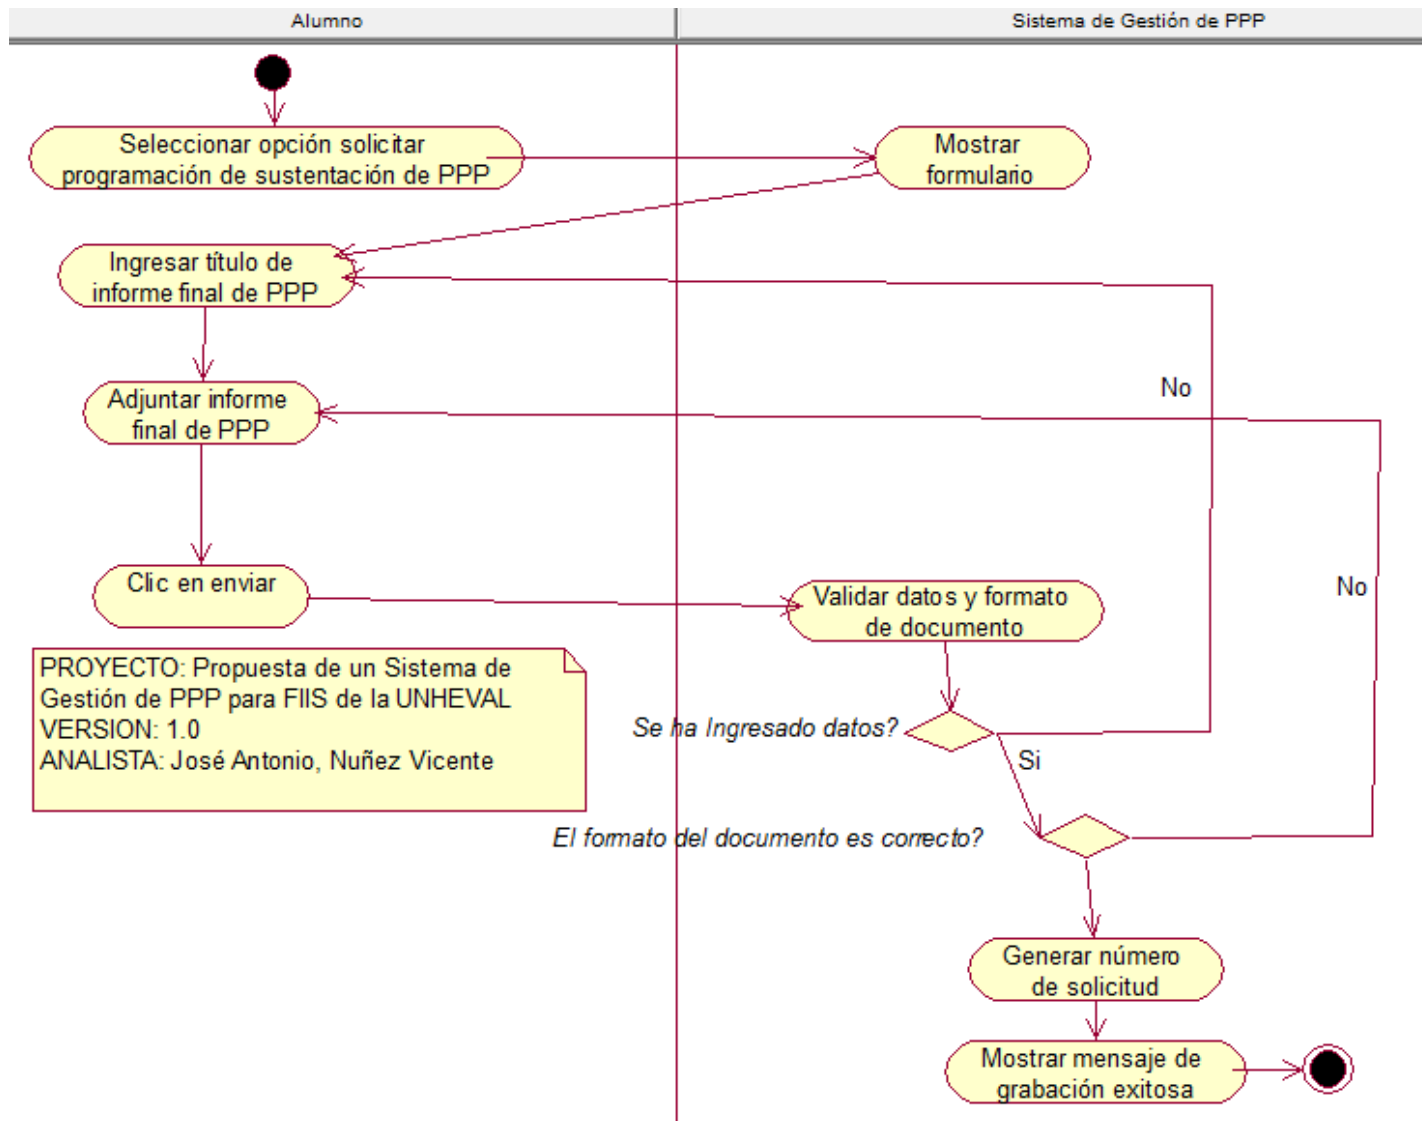 Alumno
Sistema de Gestión de PPP
Seleccionar opción solicitar
programación de sustentación de PPP
Mostrar
formulario
Ingresar título de
informe final de PPP
No
Adjuntar informe
final de PPP
No
Clic en enviar
Validar datos y formato
de documento
PROYECTO: Propuesta de un Sistema de
Gestión de PPP para FIIS de la UNHEVAL
VERSION: 1.0
ANALISTA: José Antonio, Nuñez Vicente
Se ha Ingresado datos?
Si
El formato del documento es correcto?
Generar número
de solicitud
Mostrar mensaje de
grabación exitosa